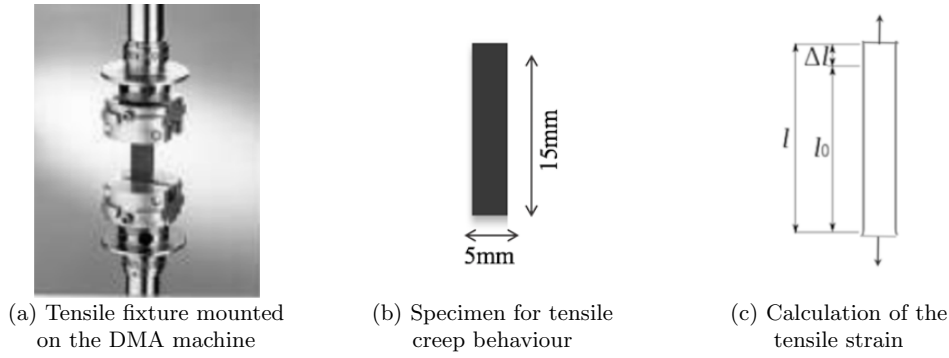 15mm
5mm
Δl
l
l0
(a) Tensile fixture mounted
on the DMA machine
(b) Specimen for tensile
creep behaviour
(c) Calculation of the
tensile strain